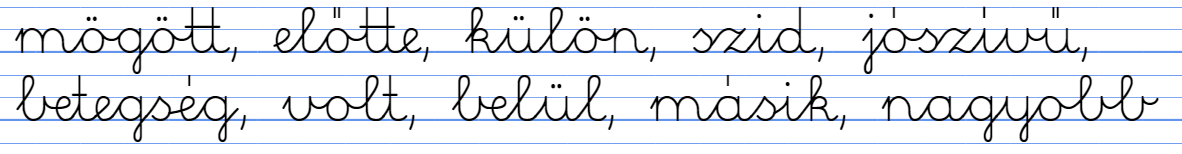 mögött, előtte, külön, szid, jószívű,
betegség, volt, belül, másik, nagyobb